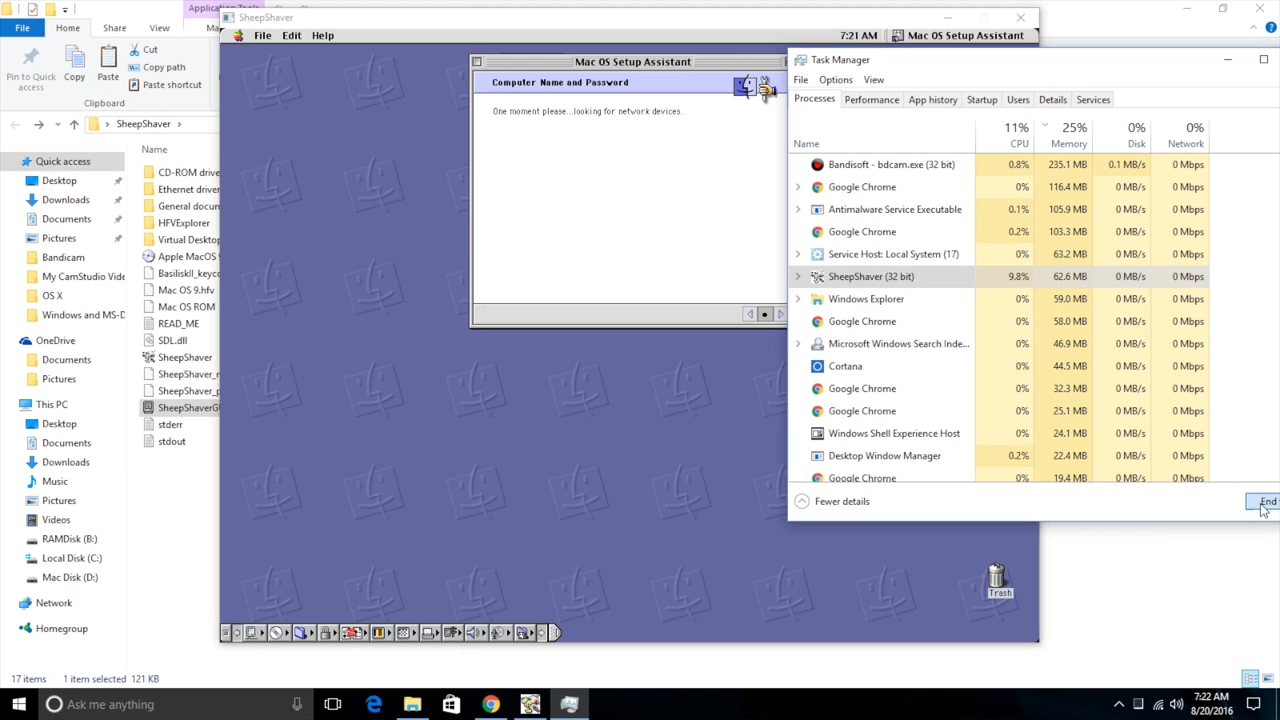 Application Tools
File
Home
Share
View
Pin to Quick access
Copy
Paste
Cut
Copy path
Paste shortcut
Clipboard
SheepShaver
Quick access
Desktop
Downloads
Documents
Pictures
Bandicam
My CamStudio Vide
OS X
Windows and MS-D
OneDrive
Documents
Pictures
This PC
Desktop
Documents
Downloads
Music
Pictures
Videos
RAMDisk (B:)
Local Disk (C:)
Mac Disk (D:)
Network
Homegroup
Name
CD-ROM drive
Ethernet driver
General docum
HFVExplorer
Virtual Desktop
Apple MacOS 9
BasiliskII_keyco
Mac OS 9.hfv
Mac OS ROM
READ_ME
SDL.dll
SheepShaver
SheepShaver_
SheepShaver_p
SheepShaverG
stderr
stdout
17 items
1 item selected 121 KB
SheepShaver
File Edit Help
7:21 AM
Mac OS Setup Assistant
Mac OS Setup Assistant
Computer Name and Password
One moment please...looking for network devices.
Trash
Task Manager
File Options View
Processes Performance App history Startup Users Details Services
11% 25% 0% 0%
Name CPU Memory Disk Network
Bandisoft - bdcam.exe (32 bit) 0.8% 235.1 MB 0.1 MB/s 0 Mbps
Google Chrome 0% 116.4 MB 0 MB/s 0 Mbps
Antimalware Service Executable 0.1% 105.9 MB 0 MB/s 0 Mbps
Google Chrome 0.2% 103.3 MB 0 MB/s 0 Mbps
Service Host: Local System (17) 0% 63.2 MB 0 MB/s 0 Mbps
SheepShaver (32 bit) 9.8% 62.6 MB 0 MB/s 0 Mbps
Windows Explorer 0% 59.0 MB 0 MB/s 0 Mbps
Google Chrome 0% 58.0 MB 0 MB/s 0 Mbps
Microsoft Windows Search Inde... 0% 46.9 MB 0 MB/s 0 Mbps
Cortana 0% 44.5 MB 0 MB/s 0 Mbps
Google Chrome 0% 32.3 MB 0 MB/s 0 Mbps
Google Chrome 0% 25.1 MB 0 MB/s 0 Mbps
Windows Shell Experience Host 0% 24.1 MB 0 MB/s 0 Mbps
Desktop Window Manager 0.2% 22.4 MB 0 MB/s 0 Mbps
Google Chrome 0% 19.4 MB 0 MB/s 0 Mbps
Fewer details
End
Ask me anything
7:22 AM
8/20/2016